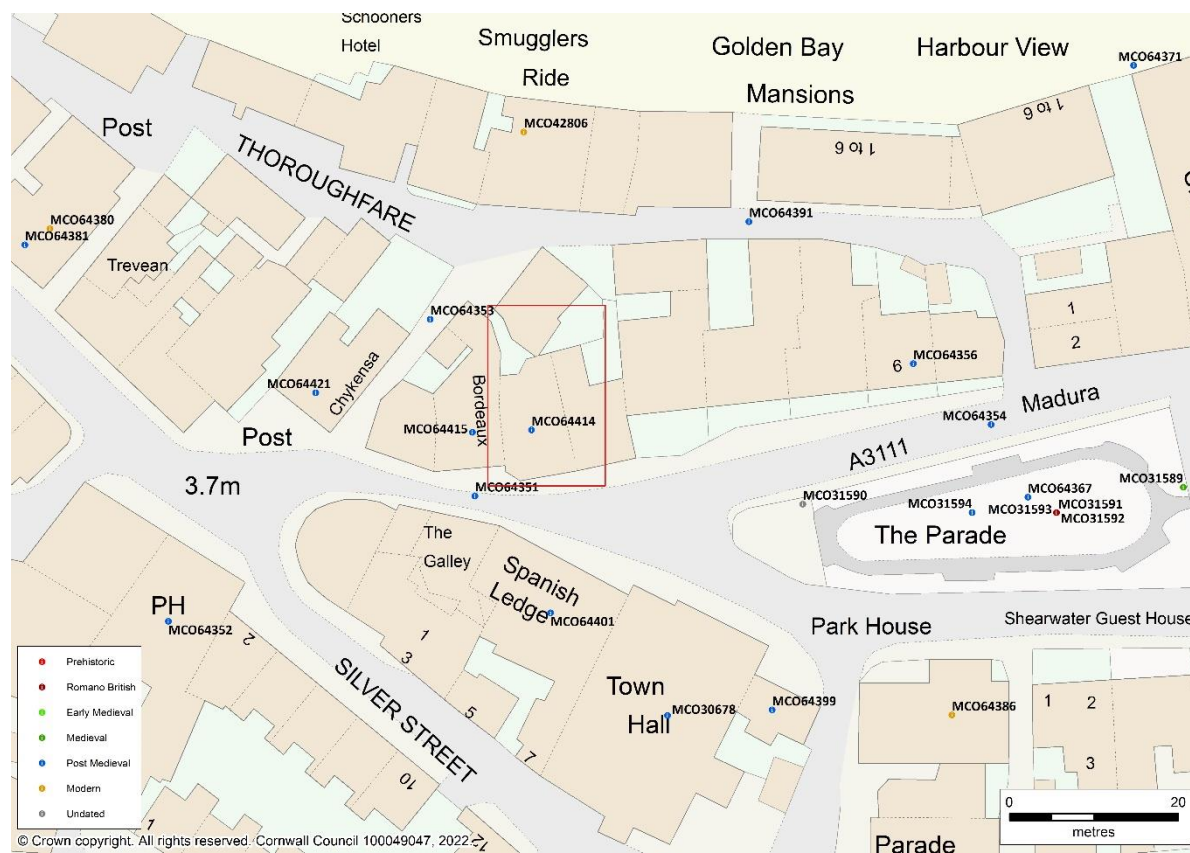 Schooners
Hotel
Smugglers
Ride
Golden Bay
Mansions
Harbour View
MCO64371
MCO42806
1 to 6
1 to 6
Post
THOROUGHFARE
MCO64391
MCO64380
MCO64381
Trevean
MCO64353
1
2
MCO64421
Chykensa
Bordeaux
MCO64415
MCO64414
9
MCO64356
MCO64354
Madura
A3111
Post
3.7m
MCO64351
MCO31590
MCO31589
MCO64367
MCO31594
MCO31593
MCO31591
MCO31592
The Parade
The
Galley
Spanish
Ledge
MCO64401
PH
MCO64352
2
1
3
5
7
SILVER STREET
10
12
1
Park House
Shearwater Guest House
Town
Hall
MCO30678
MCO64399
MCO64386
1
2
3
Parade
Prehistoric
Romano British
Early Medieval
Medieval
Post Medieval
Modern
Undated
0
20
metres
© Crown copyright. All rights reserved. Cornwall Council 100049047, 2022.